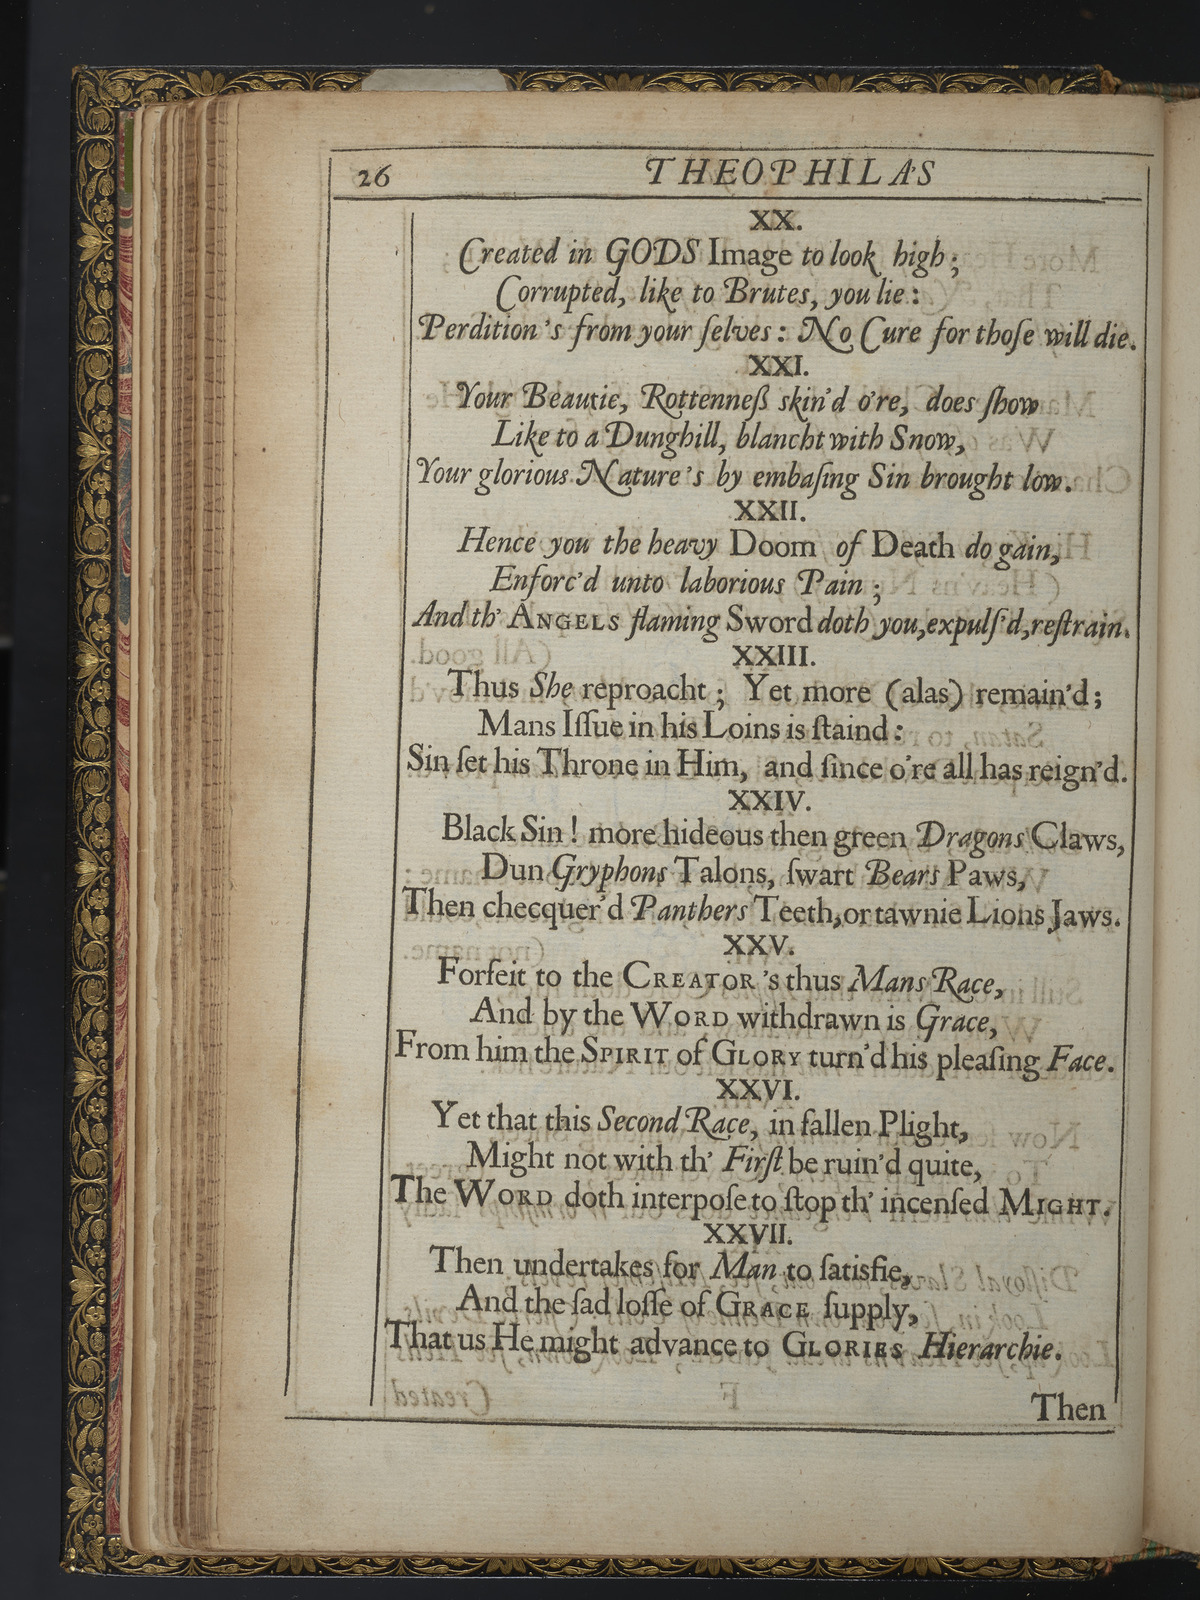 26 THEOPHILA'S
XX.
Created in GODS Image to look high;
Corrupted, like to Brutes, you lie:
Perdition's from your ſelves: No Cure for thoſe will die.
XXI.
Your Beautie, Rottenneß skin'd o're, does ſhow
Like to a Dunghill, blancht with Snow,
Your glorious Nature's by embaſing Sin brought low.
XXII.
Hence you the heavy Doom of Death do gain,
Enforc'd unto laborious Pain;
And th' ANGELS flaming Sword doth you, expulſ'd, reſtrain.
XXIII.
Thus She reproacht; Yet more (alas) remain'd;
Mans Iſſue in his Loins is ſtaind:
Sin ſet his Throne in Him, and ſince o're all has reign'd.
XXIV.
Black Sin! more hideous then green Dragons Claws,
Dun Gryphons Talons, ſwart Bears Paws,
Then checquer'd Panthers Teeth, or tawnie Lions Jaws.
XXV.
Forfeit to the CREATOR's thus Mans Race,
And by the WORD withdrawn is Grace,
From him the SPIRIT of GLORY turn'd his pleaſing Face.
XXVI.
Yet that this Second Race, in fallen Plight,
Might not with th' Firſt be ruin'd quite,
The WORD doth interpoſe to ſtop th' incenſed MIGHT.
XXVII.
Then undertakes for Man to ſatisfie,
And the ſad loſſe of GRACE ſupply,
That us He might advance to GLORIES Hierarchie.
Then